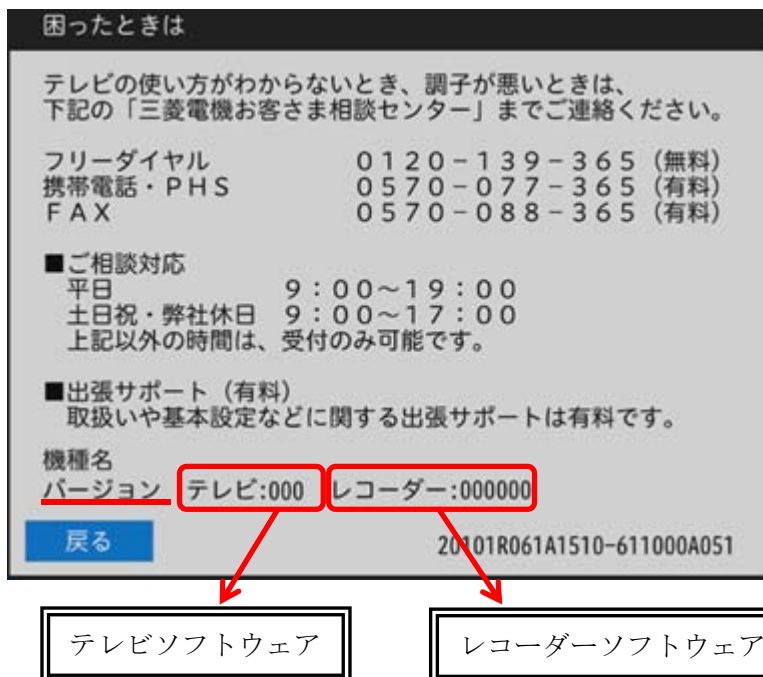 困ったときは
テレビの使い方がわからないとき、調子が悪いときは、
下記の「三菱電機お客さま相談センター」までご連絡ください。
フリーダイヤル 0120-139-365(無料)
携帯電話・PHS 0570-077-365(有料)
FAX 0570-088-365(有料)
■ご相談対応
平日 9:00~19:00
土日祝・弊社休日 9:00~17:00
上記以外の時間は、受付のみ可能です。
■出張サポート(有料)
取扱いや基本設定などに関する出張サポートは有料です。
機種名
バージョン テレビ:000 レコーダー:000000
戻る 20101R061A1510-611000A051
テレビソフトウェア レコーダーソフトウェア